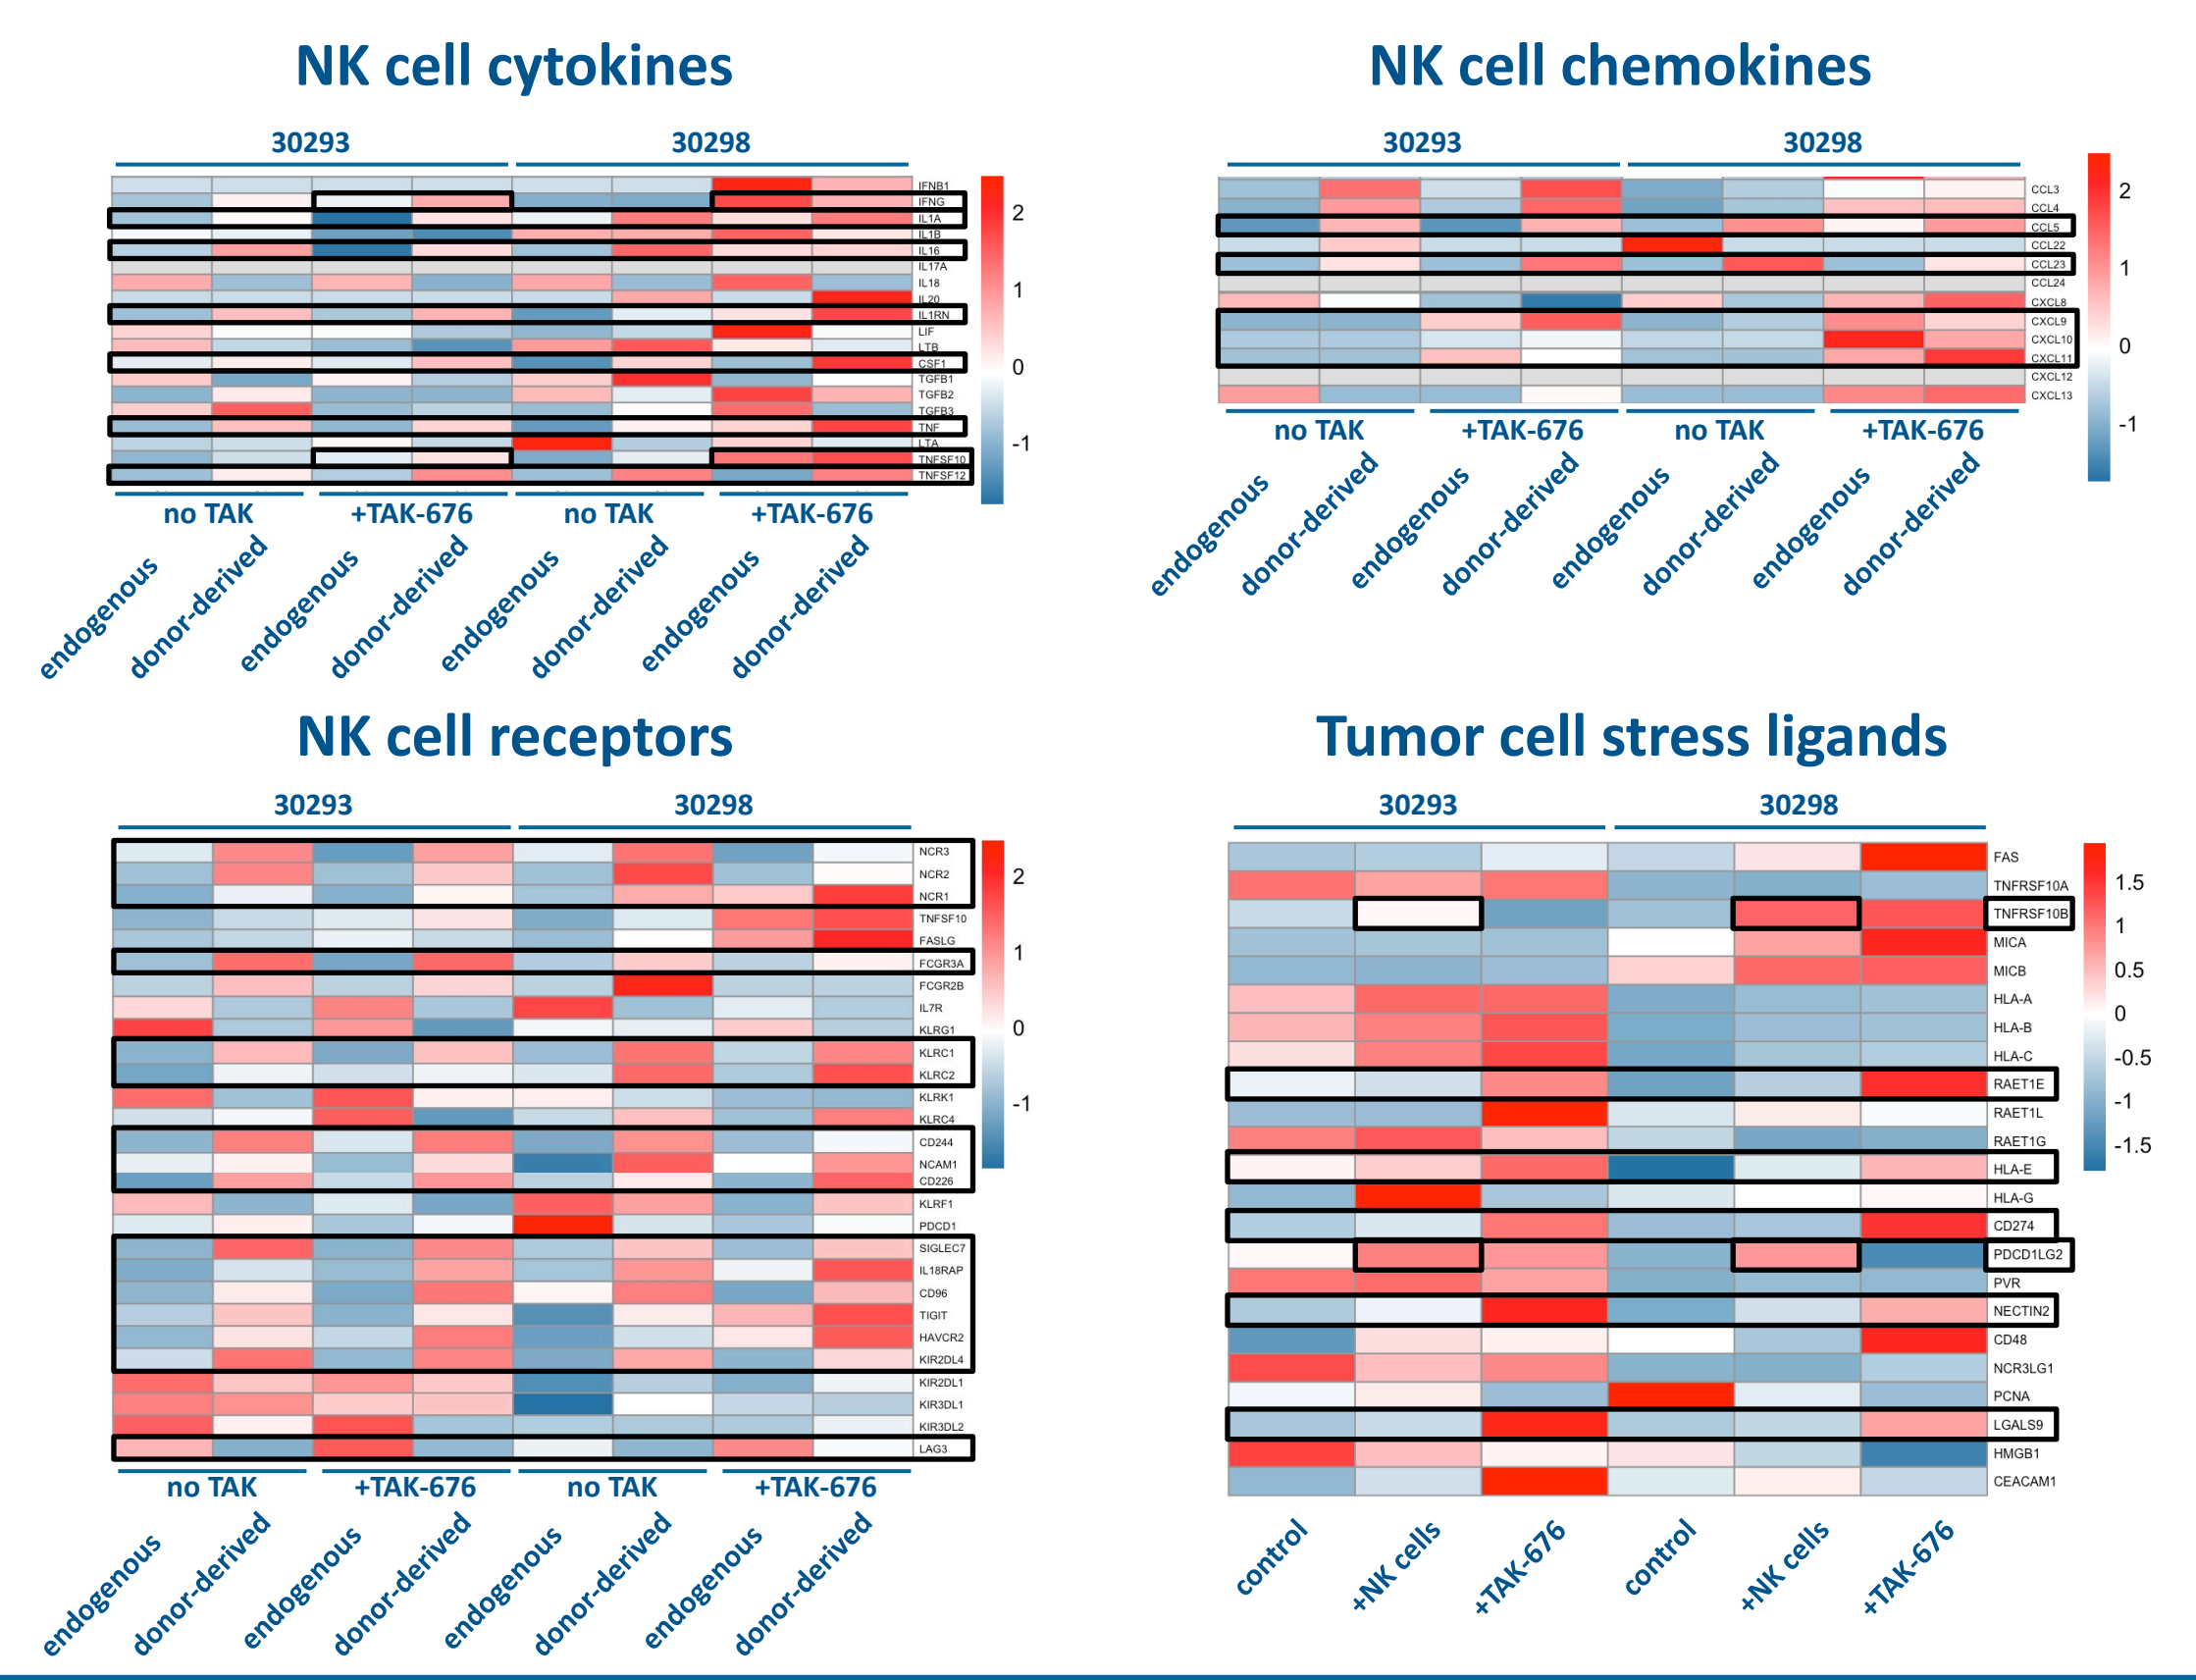 NK cell cytokines
30293
30298
IFNB1
IFNG
IL1A
IL1B
IL16
IL17A
IL18
IL20
IL1RN
LIF
LTB
CSF1
TGFB1
TGFB2
TGFB3
TNF
LTA
TNFSF10
TNFSF12
2
1
0
-1
no TAK
+TAK-676
no TAK
+TAK-676
endogenous
donor-derived
endogenous
donor-derived
endogenous
donor-derived
endogenous
donor-derived
NK cell chemokines
30293
30298
CCL3
CCL4
CCL5
CCL22
CCL23
CCL24
CXCL8
CXCL9
CXCL10
CXCL11
CXCL12
CXCL13
2
1
0
-1
no TAK
+TAK-676
no TAK
+TAK-676
endogenous
donor-derived
endogenous
donor-derived
endogenous
donor-derived
endogenous
donor-derived
NK cell receptors
30293
30298
NCR3
NCR2
NCR1
TNFSF10
FASLG
FCGR3A
FCGR2B
IL7R
KLRG1
KLRC1
KLRC2
KLRK1
KLRC4
CD244
NCAM1
CD226
KLRF1
PDCD1
SIGLEC7
IL18RAP
CD96
TIGIT
HAVCR2
KIR2DL4
KIR2DL1
KIR3DL1
KIR3DL2
LAG3
2
1
0
-1
no TAK
+TAK-676
no TAK
+TAK-676
endogenous
donor-derived
endogenous
donor-derived
endogenous
donor-derived
endogenous
donor-derived
Tumor cell stress ligands
30293
30298
FAS
TNFRSF10A
TNFRSF10B
MICA
MICB
HLA-A
HLA-B
HLA-C
RAET1E
RAET1L
RAET1G
HLA-E
HLA-G
CD274
PDCD1LG2
PVR
NECTIN2
CD48
NCR3LG1
PCNA
LGALS9
HMGB1
CEACAM1
1.5
1
0.5
0
-0.5
-1
-1.5
control
+NK cells
+TAK-676
control
+NK cells
+TAK-676